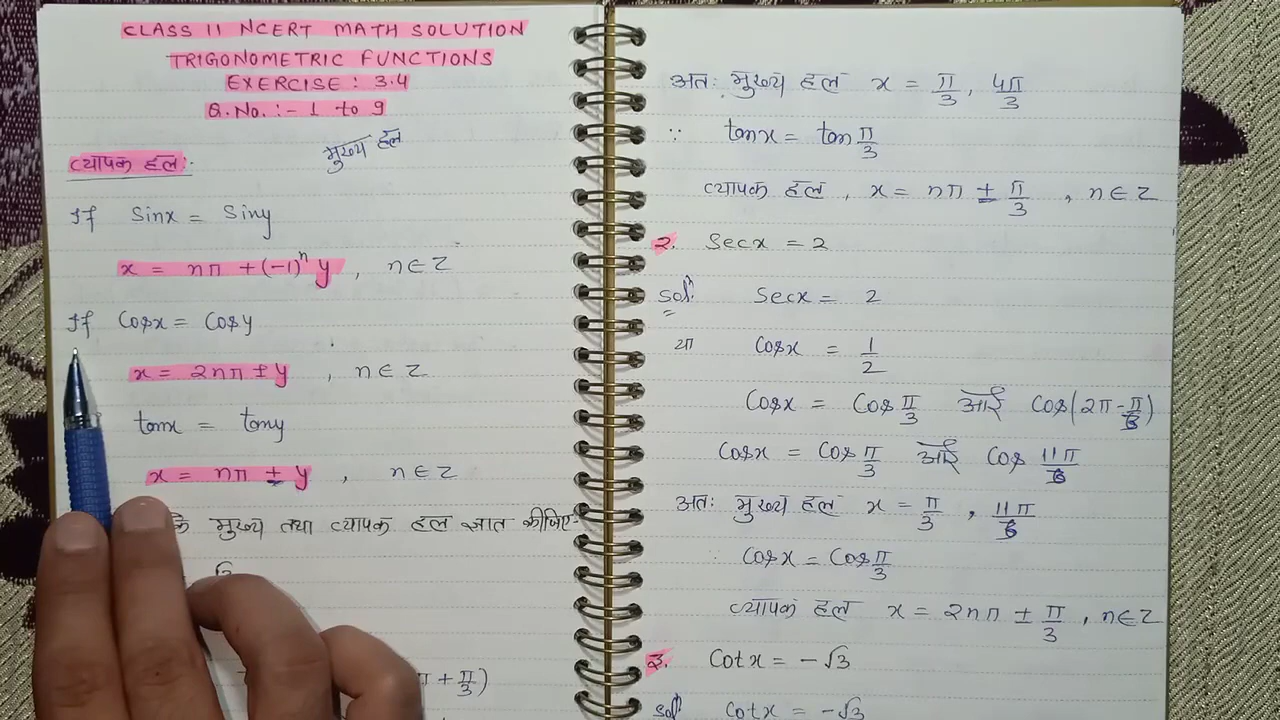 CLASS 11 NCERT MATH SOLUTION
TRIGONOMETRIC FUNCTIONS
EXERCISE : 3.4
Q.No. :- 1 to 9
व्यापक हल :-
मुख्य हल
If Sinx = Siny
x = nπ +(-1)ⁿ y , n∈Z
If Cosx = Cosy
x = 2nπ ± y , n∈Z
tanx = tany
x = nπ ± y , n∈Z
के मुख्य तथा व्यापक हल ज्ञात कीजिए-
√3
π + π/3)
अतः मुख्य हल x = π/3, 4π/3
∵ tanx = tan π/3
व्यापक हल, x = nπ ± π/3 , n∈Z
2. Secx = 2
sol. Secx = 2
या Cosx = 1/2
Cosx = Cos π/3 और Cos(2π - π/)
Cosx = Cos π/3 और Cos 11π/
अतः मुख्य हल x = π/3 , 11π/
Cosx = Cos π/3
व्यापक हल x = 2nπ ± π/3 , n∈Z
3. Cotx = -√3
sol. Cotx = -√3